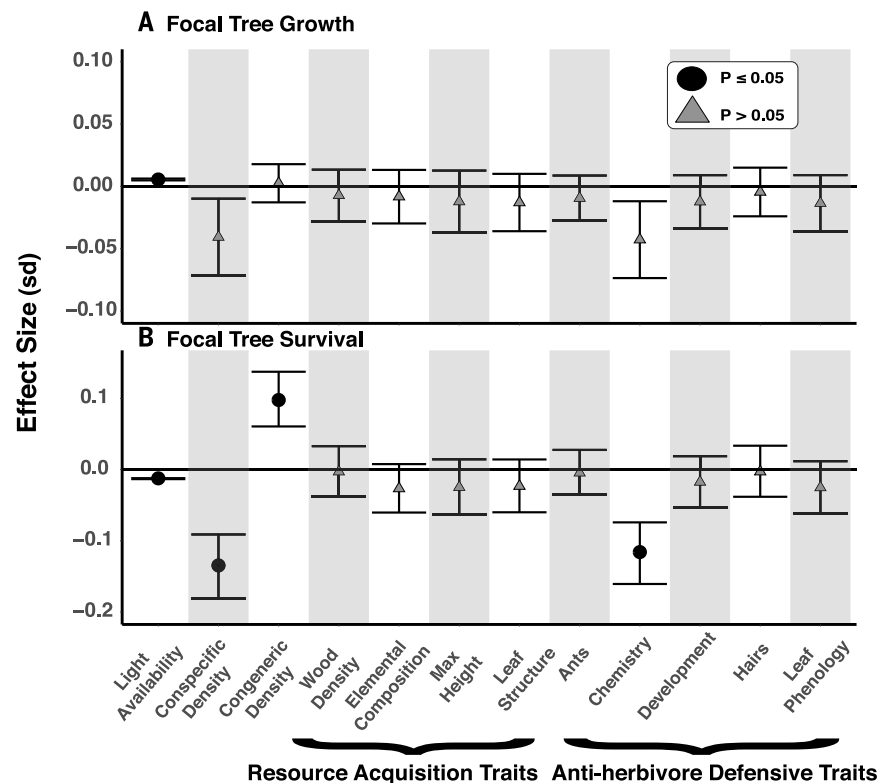 A Focal Tree Growth
0.10
0.05
0.00
−0.05
−0.10
P ≤ 0.05
P > 0.05
Effect Size (sd)
B Focal Tree Survival
0.1
0.0
−0.1
−0.2
Light
Availability
Conspecific
Density
Congeneric
Density
Wood
Density
Elemental
Composition
Max
Height
Leaf
Structure
Ants
Chemistry
Development
Hairs
Leaf
Phenology
Resource Acquisition Traits
Anti-herbivore Defensive Traits